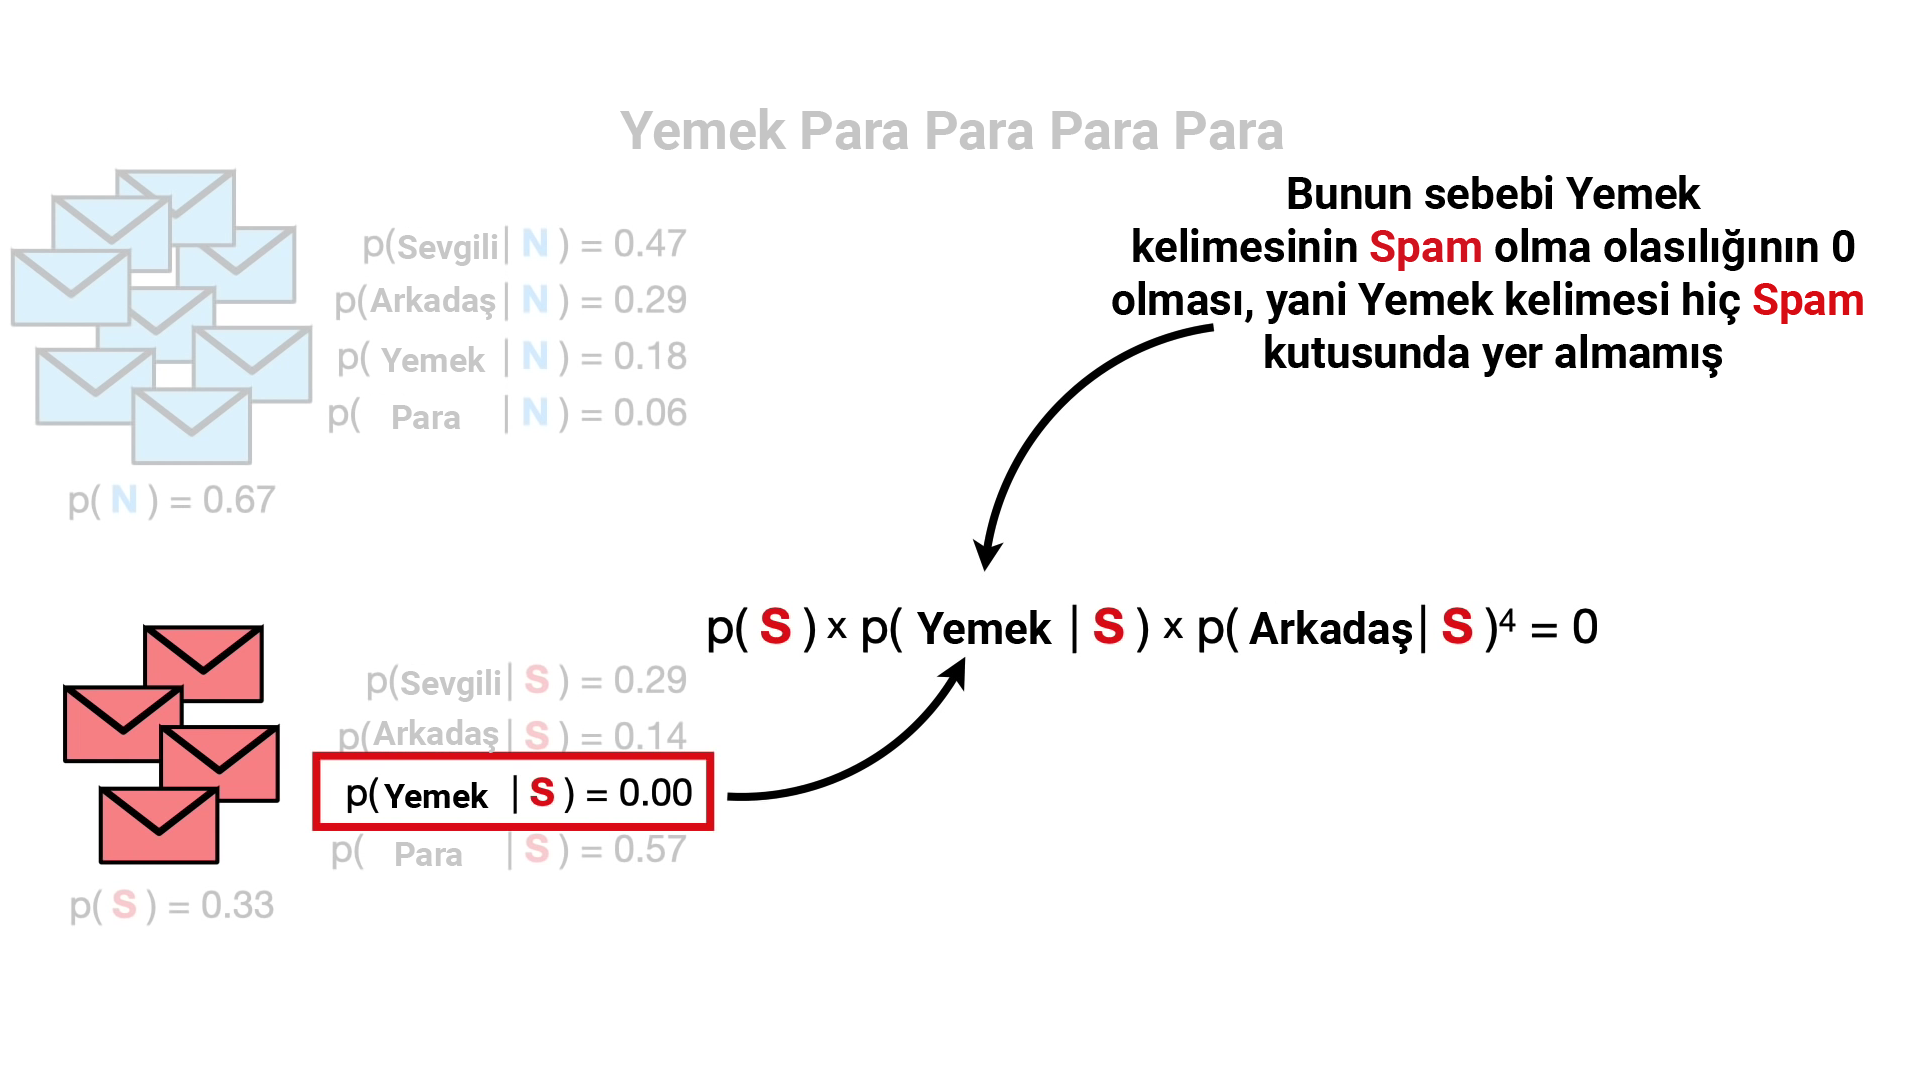 Yemek Para Para Para Para
Bunun sebebi Yemek
kelimesinin Spam olma olasılığının 0
olması, yani Yemek kelimesi hiç Spam
kutusunda yer almamış
p(Sevgili| N ) = 0.47
p(Arkadaş| N ) = 0.29
p( Yemek | N ) = 0.18
p( Para | N ) = 0.06
p( N ) = 0.67
p( S ) x p( Yemek | S ) x p( Arkadaş| S )⁴ = 0
p(Sevgili| S ) = 0.29
p(Arkadaş| S ) = 0.14
p( Yemek | S ) = 0.00
p( Para | S ) = 0.57
p( S ) = 0.33